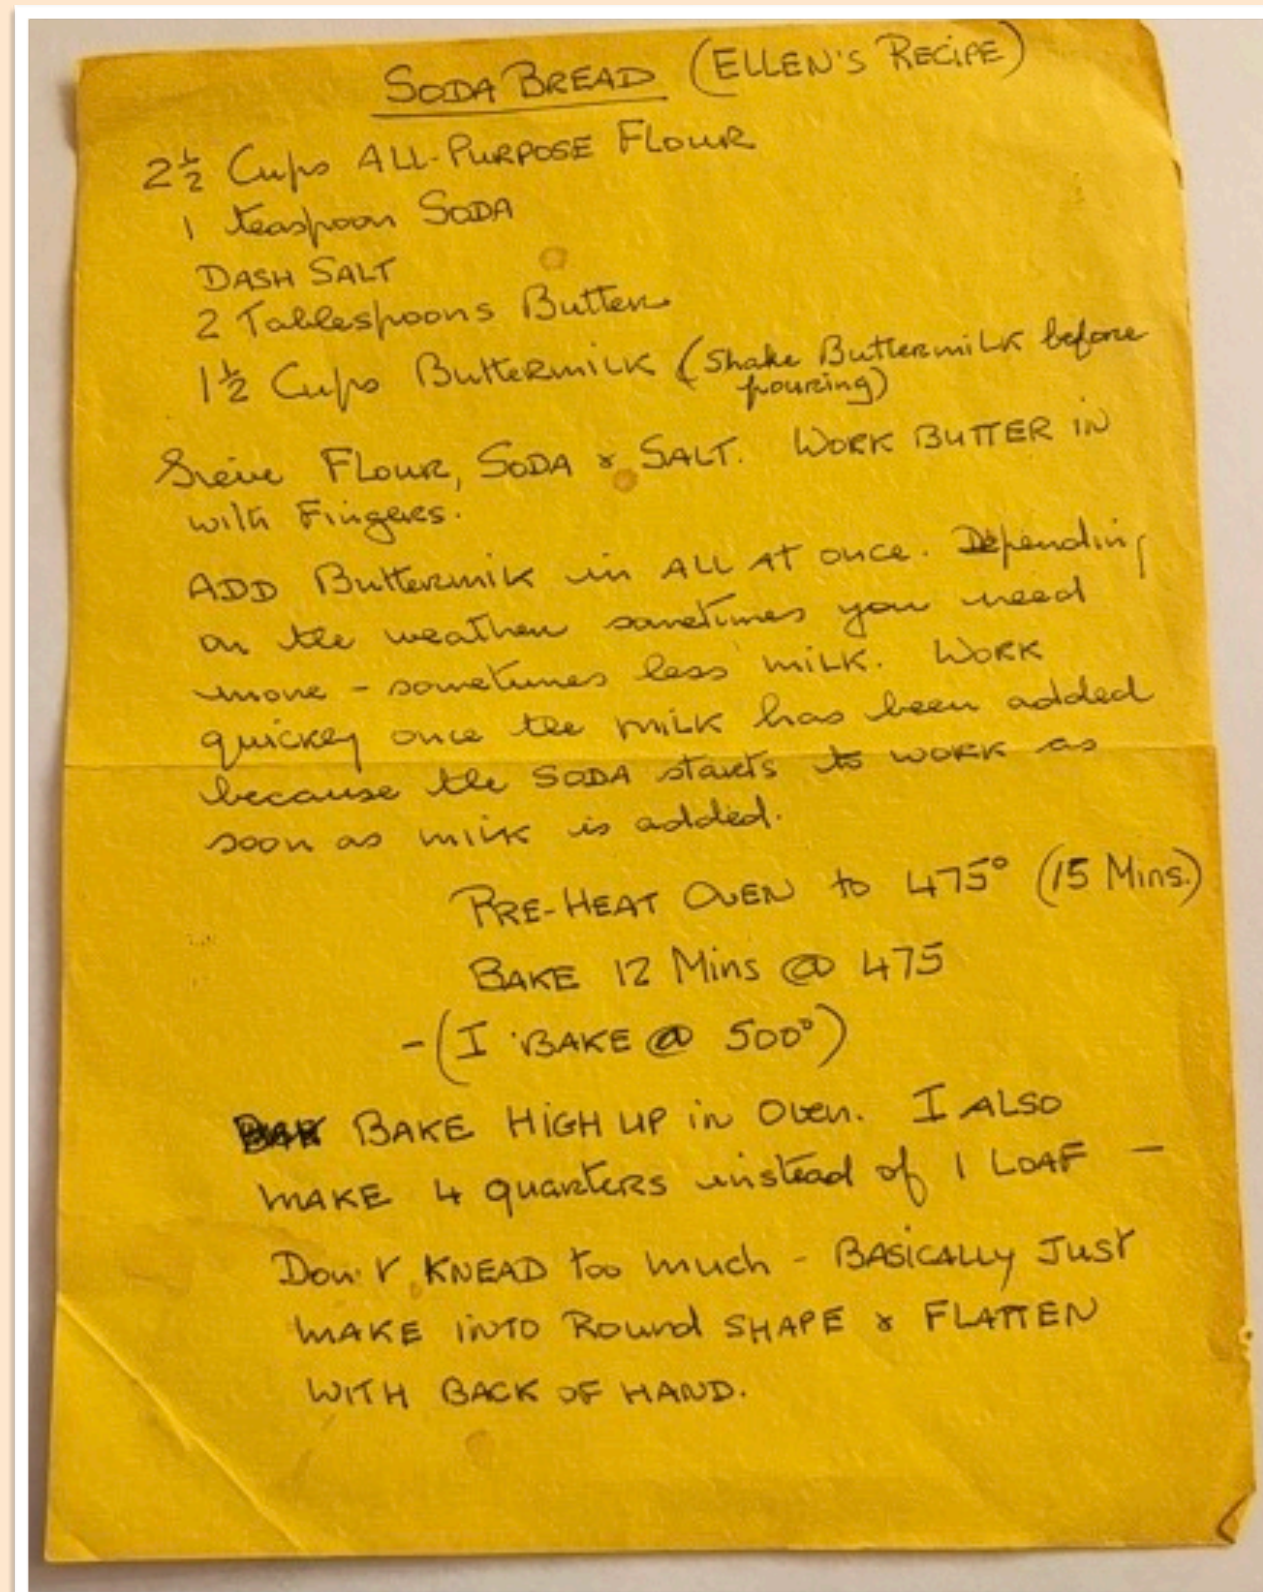 SODA BREAD (ELLEN'S RECIPE)
2½ Cups ALL-PURPOSE FLOUR
1 teaspoon SODA
DASH SALT
2 Tablespoons Butter
1½ Cups ButtermiLK (Shake ButtermiLK before
pouring)
Sieve FLOUR, SODA & SALT. WORK BUTTER IN
with Fingers.
ADD Buttermik in ALL AT once. Depending
on the weather sometimes you need
more - sometimes less miLK. WORK
quickey once the miLK has been added
because the SODA starts to WORK as
soon as miLK is added.
PRE-HEAT OVEN to 475° (15 Mins.)
BAKE 12 Mins @ 475
-(I BAKE @ 500°)
BAKE HIGH UP in Oven. I ALSO
MAKE 4 quarters instead of 1 LOAF -
Don't KNEAD too much - BASICALLY JUST
MAKE INTO Round SHAPE & FLATTEN
WITH BACK OF HAND.